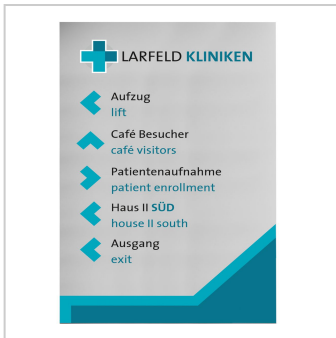 LARFELD KLINIKEN
Aufzug
lift
Café Besucher
café visitors
Patientenaufnahme
patient enrollment
Haus II SÜD
house II south
Ausgang
exit